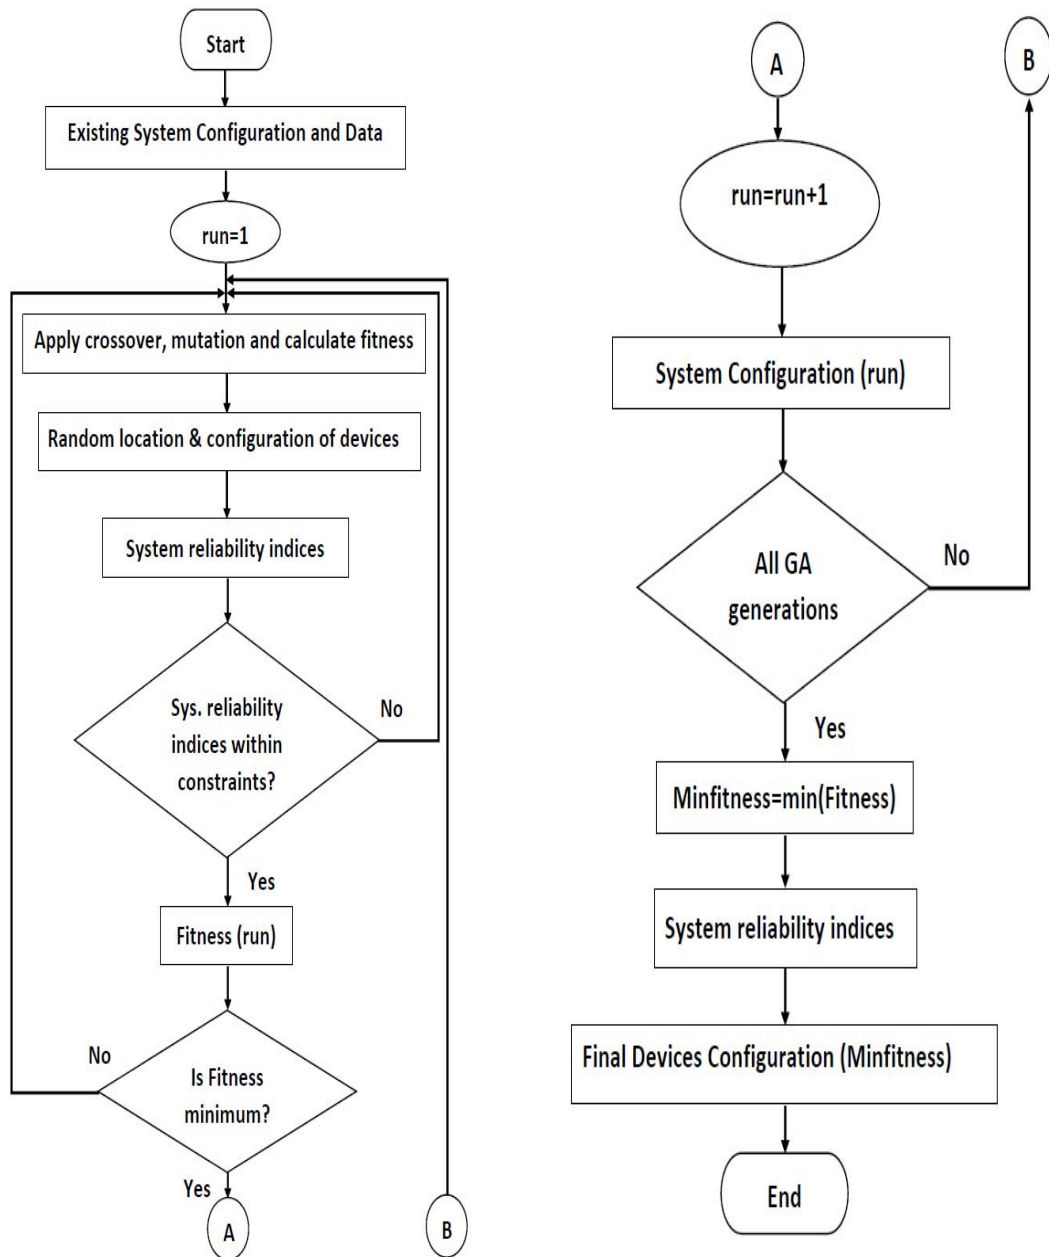 Start
Existing System Configuration and Data
run=1
Apply crossover, mutation and calculate fitness
Random location & configuration of devices
System reliability indices
Sys. reliability
indices within
constraints?
No
Yes
Fitness (run)
No
Is Fitness
minimum?
Yes
A
B
A
B
run=run+1
System Configuration (run)
All GA
generations
No
Yes
Minfitness=min(Fitness)
System reliability indices
Final Devices Configuration (Minfitness)
End